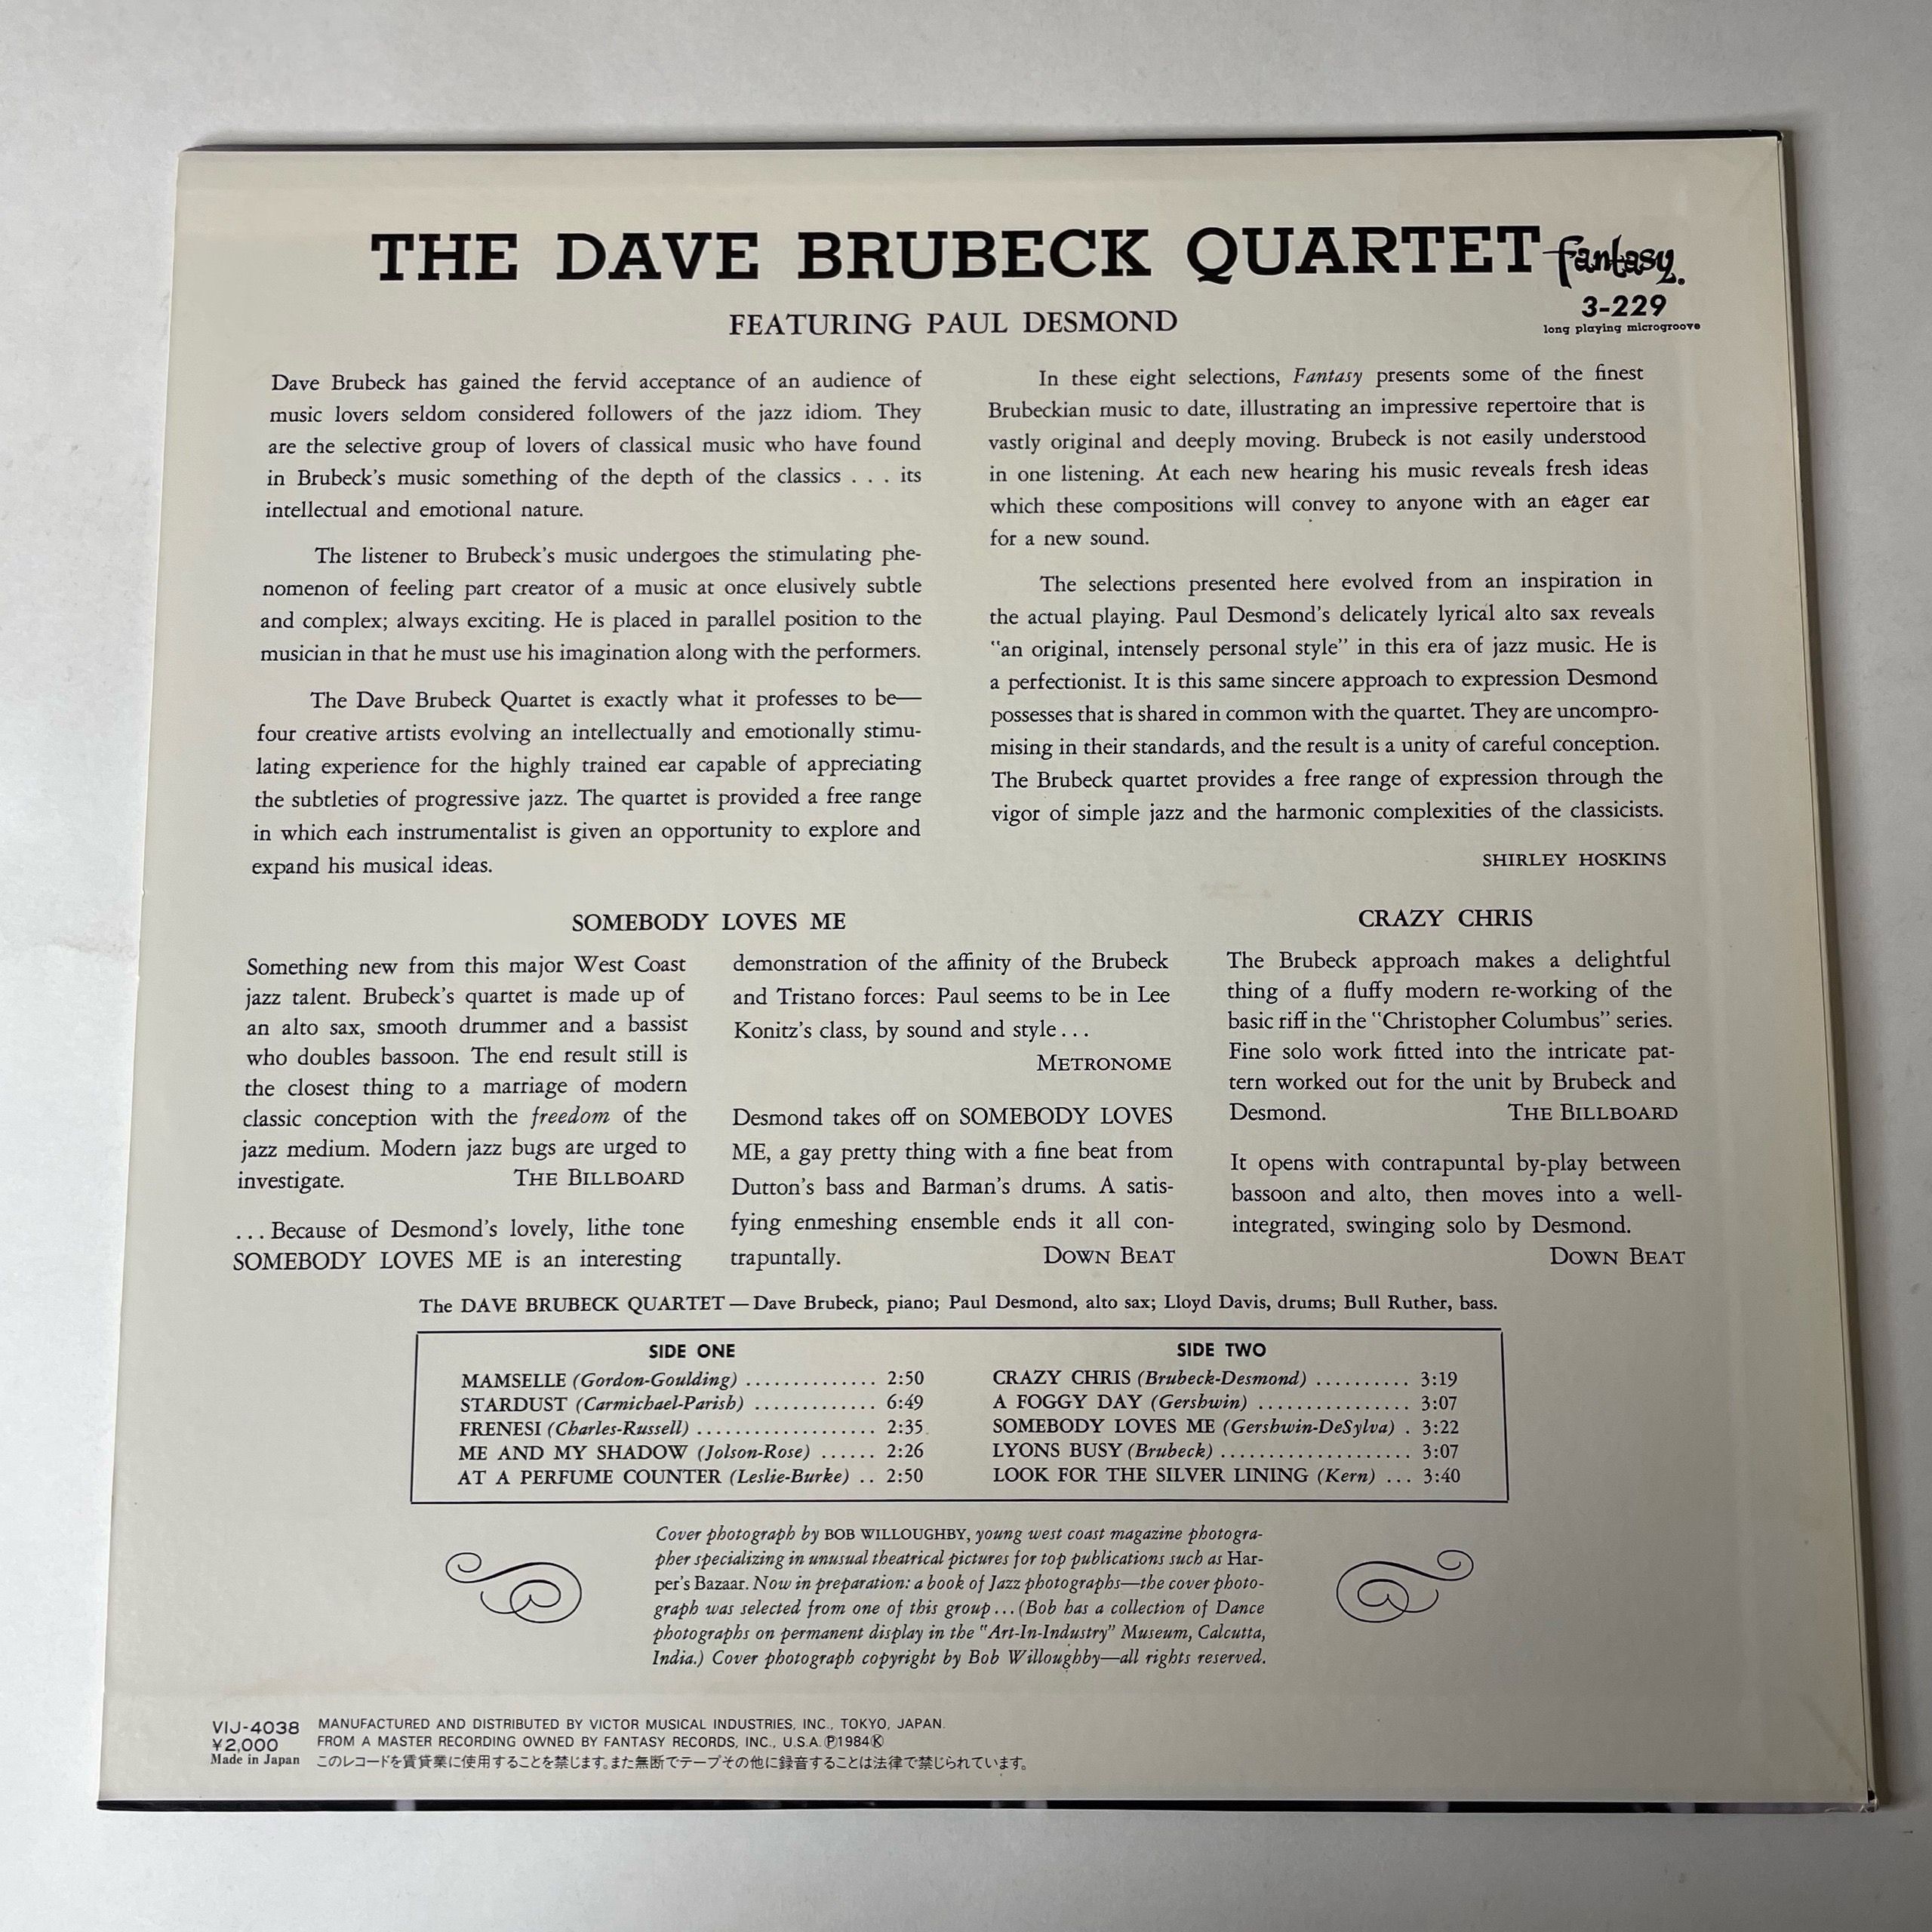 THE DAVE BRUBECK QUARTET
fantasy.
3-229
long playing microgroove
FEATURING PAUL DESMOND
Dave Brubeck has gained the fervid acceptance of an audience of
music lovers seldom considered followers of the jazz idiom. They
are the selective group of lovers of classical music who have found
in Brubeck's music something of the depth of the classics . . . its
intellectual and emotional nature.
The listener to Brubeck's music undergoes the stimulating phe-
nomenon of feeling part creator of a music at once elusively subtle
and complex; always exciting. He is placed in parallel position to the
musician in that he must use his imagination along with the performers.
The Dave Brubeck Quartet is exactly what it professes to be—
four creative artists evolving an intellectually and emotionally stimu-
lating experience for the highly trained ear capable of appreciating
the subtleties of progressive jazz. The quartet is provided a free range
in which each instrumentalist is given an opportunity to explore and
expand his musical ideas.
In these eight selections, Fantasy presents some of the finest
Brubeckian music to date, illustrating an impressive repertoire that is
vastly original and deeply moving. Brubeck is not easily understood
in one listening. At each new hearing his music reveals fresh ideas
which these compositions will convey to anyone with an eager ear
for a new sound.
The selections presented here evolved from an inspiration in
the actual playing. Paul Desmond's delicately lyrical alto sax reveals
"an original, intensely personal style" in this era of jazz music. He is
a perfectionist. It is this same sincere approach to expression Desmond
possesses that is shared in common with the quartet. They are uncompro-
mising in their standards, and the result is a unity of careful conception.
The Brubeck quartet provides a free range of expression through the
vigor of simple jazz and the harmonic complexities of the classicists.
SHIRLEY HOSKINS
SOMEBODY LOVES ME
Something new from this major West Coast
jazz talent. Brubeck's quartet is made up of
an alto sax, smooth drummer and a bassist
who doubles bassoon. The end result still is
the closest thing to a marriage of modern
classic conception with the freedom of the
jazz medium. Modern jazz bugs are urged to
investigate. THE BILLBOARD
. . . Because of Desmond's lovely, lithe tone
SOMEBODY LOVES ME is an interesting
demonstration of the affinity of the Brubeck
and Tristano forces: Paul seems to be in Lee
Konitz's class, by sound and style . . .
METRONOME
Desmond takes off on SOMEBODY LOVES
ME, a gay pretty thing with a fine beat from
Dutton's bass and Barman's drums. A satis-
fying enmeshing ensemble ends it all con-
trapuntally. DOWN BEAT
CRAZY CHRIS
The Brubeck approach makes a delightful
thing of a fluffy modern re-working of the
basic riff in the "Christopher Columbus" series.
Fine solo work fitted into the intricate pat-
tern worked out for the unit by Brubeck and
Desmond. THE BILLBOARD
It opens with contrapuntal by-play between
bassoon and alto, then moves into a well-
integrated, swinging solo by Desmond.
DOWN BEAT
The DAVE BRUBECK QUARTET — Dave Brubeck, piano; Paul Desmond, alto sax; Lloyd Davis, drums; Bull Ruther, bass.
SIDE ONE
MAMSELLE (Gordon-Goulding) .............. 2:50
STARDUST (Carmichael-Parish) ............. 6:49
FRENESI (Charles-Russell) .................... 2:35
ME AND MY SHADOW (Jolson-Rose) ...... 2:26
AT A PERFUME COUNTER (Leslie-Burke) .. 2:50
SIDE TWO
CRAZY CHRIS (Brubeck-Desmond) .......... 3:19
A FOGGY DAY (Gershwin) ................ 3:07
SOMEBODY LOVES ME (Gershwin-DeSylva) . 3:22
LYONS BUSY (Brubeck) .................... 3:07
LOOK FOR THE SILVER LINING (Kern) ... 3:40
Cover photograph by BOB WILLOUGHBY, young west coast magazine photogra-
pher specializing in unusual theatrical pictures for top publications such as Har-
per's Bazaar. Now in preparation: a book of Jazz photographs—the cover photo-
graph was selected from one of this group . . . (Bob has a collection of Dance
photographs on permanent display in the "Art-In-Industry" Museum, Calcutta,
India.) Cover photograph copyright by Bob Willoughby—all rights reserved.
VIJ-4038
¥2,000
Made in Japan
MANUFACTURED AND DISTRIBUTED BY VICTOR MUSICAL INDUSTRIES, INC., TOKYO, JAPAN.
FROM A MASTER RECORDING OWNED BY FANTASY RECORDS, INC., U.S.A. Ⓟ1984Ⓚ
このレコードを賃貸業に使用することを禁じます。また無断でテープその他に録音することは法律で禁じられています。